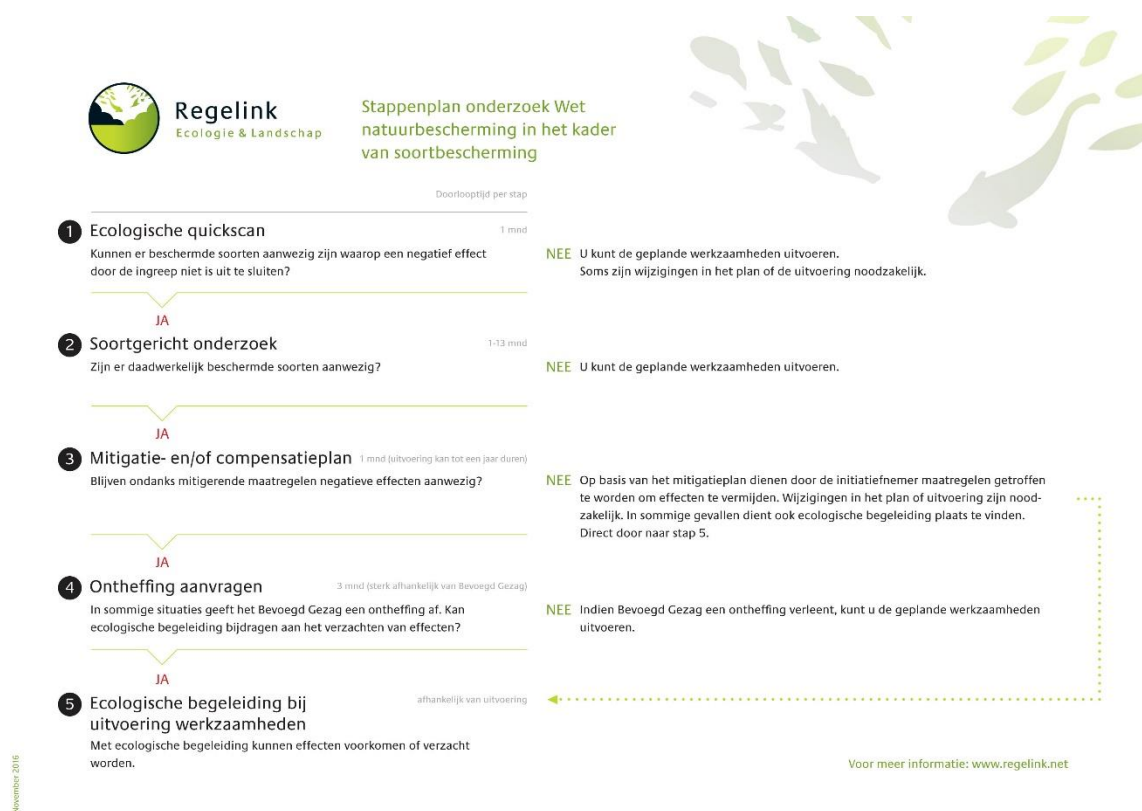 Regelink
Ecologie & Landschap
Stappenplan onderzoek Wet
natuurbescherming in het kader
van soortbescherming
Doorlooptijd per stap
1 Ecologische quickscan 1 mnd
Kunnen er beschermde soorten aanwezig zijn waarop een negatief effect
door de ingreep niet is uit te sluiten?
NEE U kunt de geplande werkzaamheden uitvoeren.
Soms zijn wijzigingen in het plan of de uitvoering noodzakelijk.
JA
2 Soortgericht onderzoek 1-13 mnd
Zijn er daadwerkelijk beschermde soorten aanwezig?
NEE U kunt de geplande werkzaamheden uitvoeren.
JA
3 Mitigatie- en/of compensatieplan 1 mnd (uitvoering kan tot een jaar duren)
Blijven ondanks mitigerende maatregelen negatieve effecten aanwezig?
NEE Op basis van het mitigatieplan dienen door de initiatiefnemer maatregelen getroffen
te worden om effecten te vermijden. Wijzigingen in het plan of uitvoering zijn nood-
zakelijk. In sommige gevallen dient ook ecologische begeleiding plaats te vinden.
Direct door naar stap 5.
JA
4 Ontheffing aanvragen 3 mnd (sterk afhankelijk van Bevoegd Gezag)
In sommige situaties geeft het Bevoegd Gezag een ontheffing af. Kan
ecologische begeleiding bijdragen aan het verzachten van effecten?
NEE Indien Bevoegd Gezag een ontheffing verleent, kunt u de geplande werkzaamheden
uitvoeren.
JA
5 Ecologische begeleiding bij afhankelijk van uitvoering
uitvoering werkzaamheden
Met ecologische begeleiding kunnen effecten voorkomen of verzacht
worden.
Voor meer informatie: www.regelink.net
November 2016